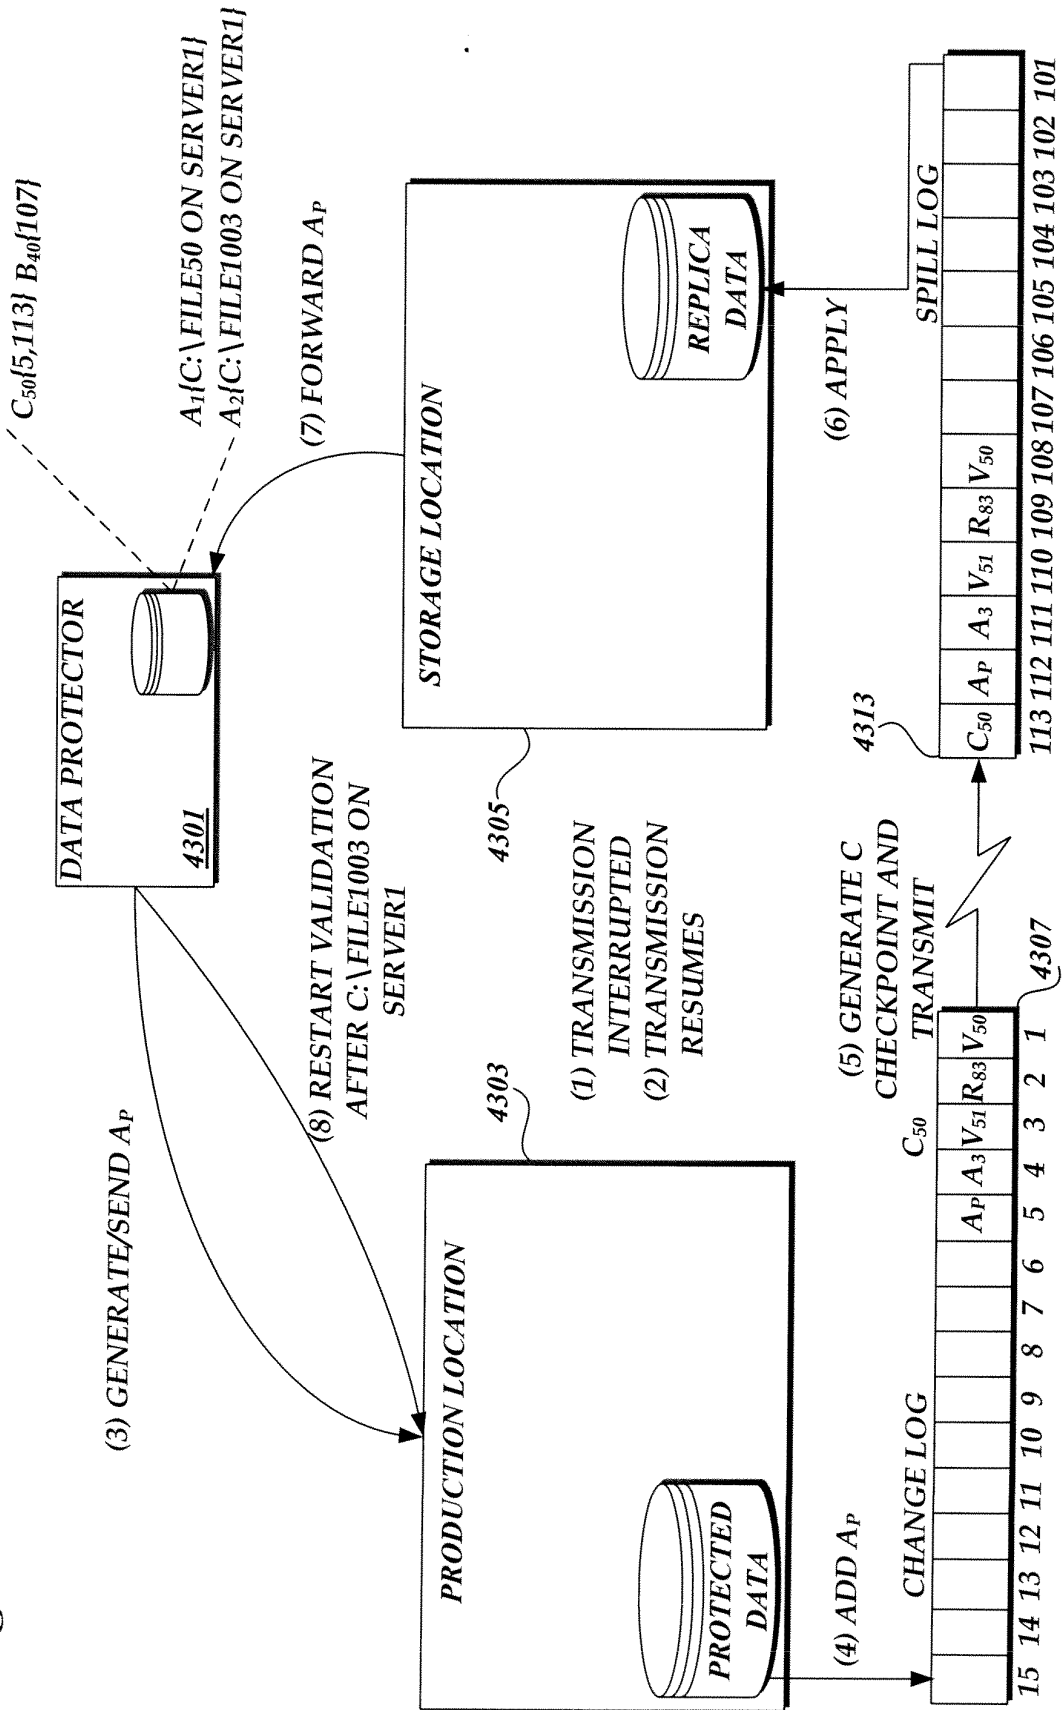 C50{5,113} B40{107}
A1{C:\FILE50 ON SERVER1}
A2{C:\FILE1003 ON SERVER1}
DATA PROTECTOR
4301
(3) GENERATE/SEND AP
(7) FORWARD AP
(8) RESTART VALIDATION
AFTER C:\FILE1003 ON
SERVER1
4303
PRODUCTION LOCATION
PROTECTED
DATA
(1) TRANSMISSION
INTERRUPTED
(2) TRANSMISSION
RESUMES
4305
STORAGE LOCATION
REPLICA
DATA
(4) ADD AP
(5) GENERATE C
CHECKPOINT AND
TRANSMIT
(6) APPLY
CHANGE LOG
C50
AP A3 V51 R83 V50
15 14 13 12 11 10 9 8 7 6 5 4 3 2 1
4307
4313
SPILL LOG
C50 AP A3 V51 R83 V50
113 112 111 110 109 108 107 106 105 104 103 102 101